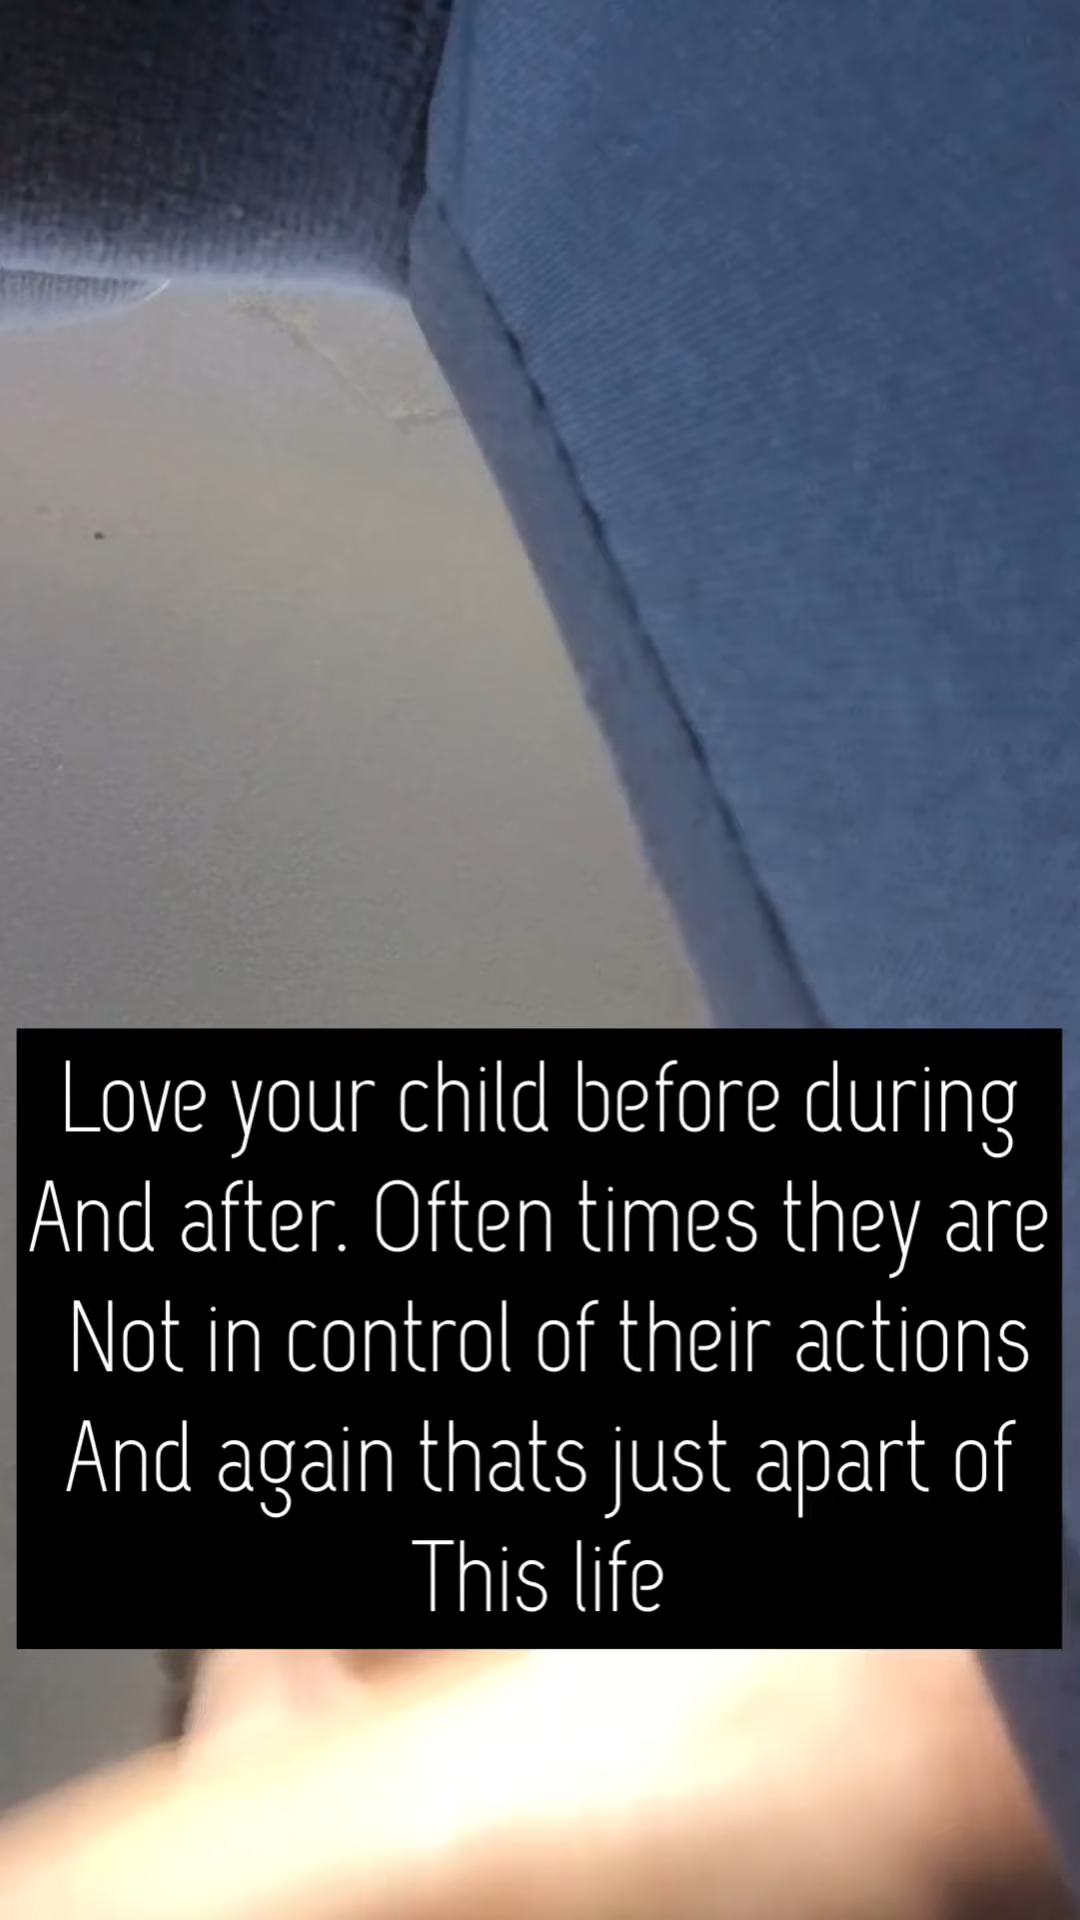 Love your child before during
And after. Often times they are
Not in control of their actions
And again thats just apart of
This life